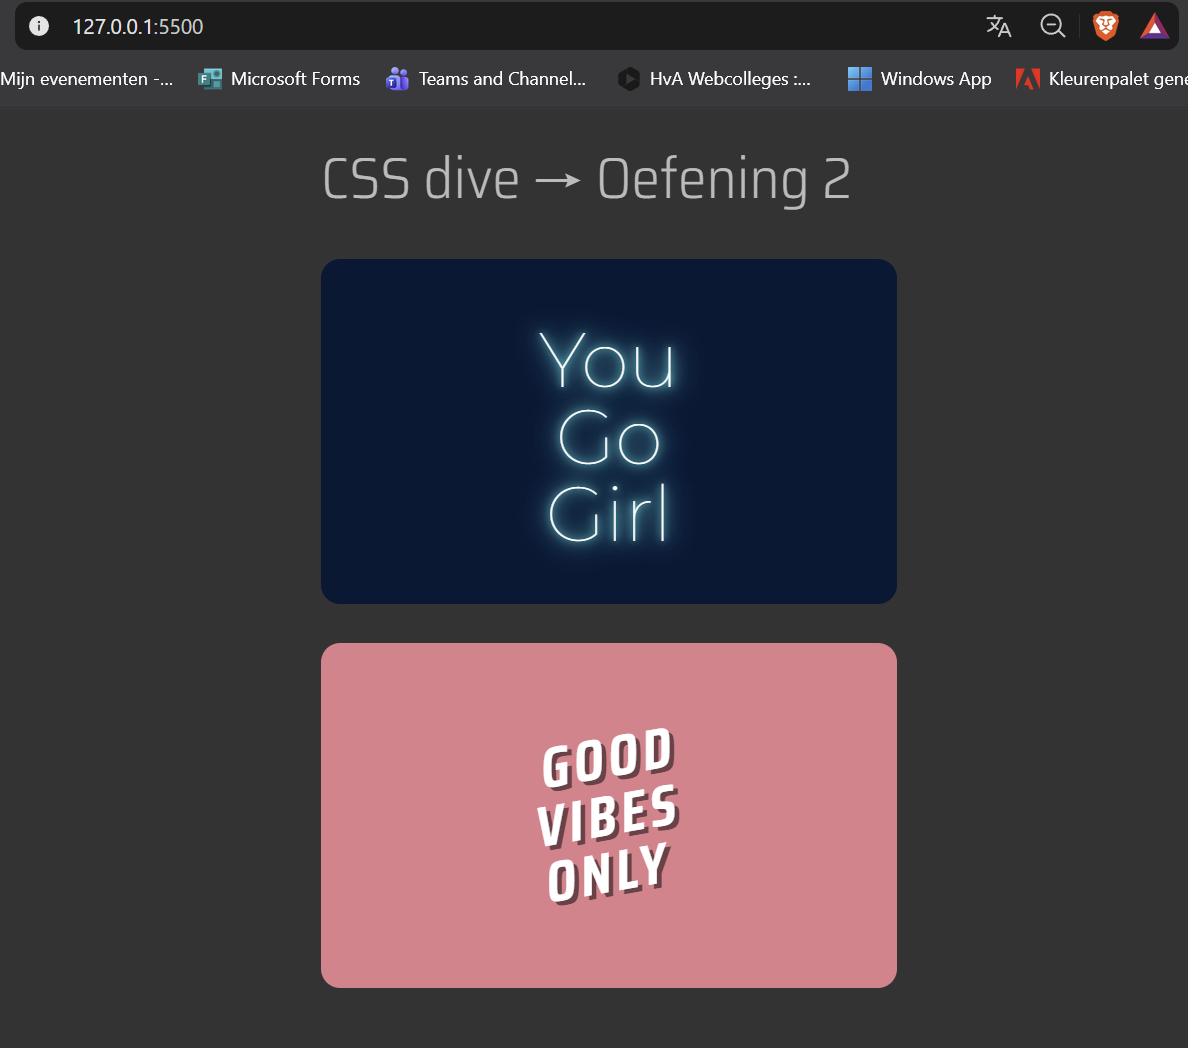 127.0.0.1:5500
Mijn evenementen -... Microsoft Forms Teams and Channel... HvA Webcolleges :... Windows App Kleurenpalet gene
CSS dive → Oefening 2
You
Go
Girl
GOOD
VIBES
ONLY